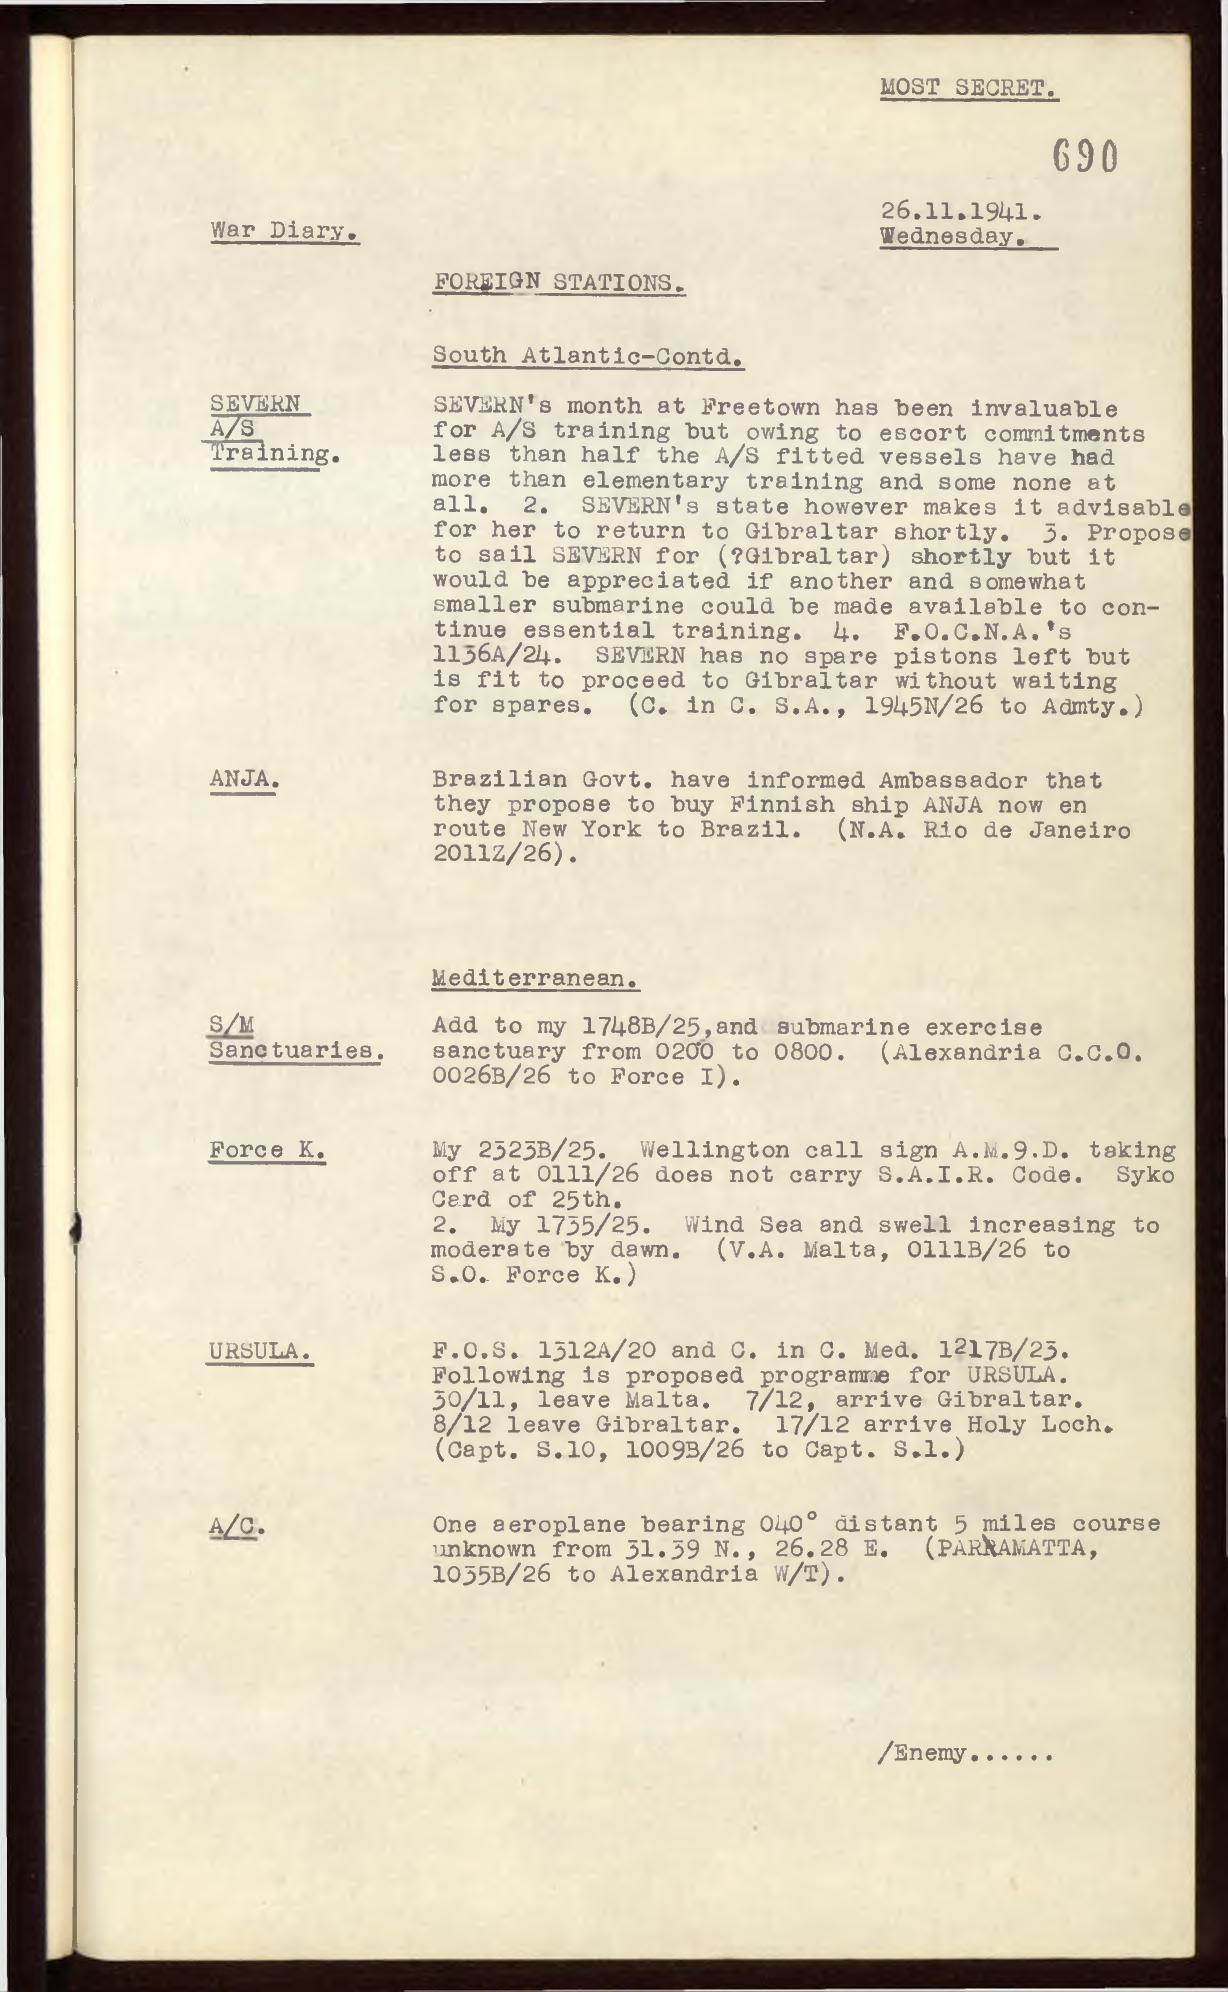 MOST SECRET.
690
26.11.1941.
War Diary.
Wednesday.
FOREIGN STATIONS.
South Atlantic-Contd.
SEVERN
A/S
Training.
SEVERN's month at Freetown has been invaluable
for A/S training but owing to escort commitments
less than half the A/S fitted vessels have had
more than elementary training and some none at
all. 2. SEVERN's state however makes it advisable
for her to return to Gibraltar shortly. 3. Propose
to sail SEVERN for (?Gibraltar) shortly but it
would be appreciated if another and somewhat
smaller submarine could be made available to con-
tinue essential training. 4. F.O.C.N.A.'s
1136A/24. SEVERN has no spare pistons left but
is fit to proceed to Gibraltar without waiting
for spares. (C. in C. S.A., 1945N/26 to Admty.)
ANJA.
Brazilian Govt. have informed Ambassador that
they propose to buy Finnish ship ANJA now en
route New York to Brazil. (N.A. Rio de Janeiro
2011Z/26).
Mediterranean.
S/M
Sanctuaries.
Add to my 1748B/25,and submarine exercise
sanctuary from 0200 to 0800. (Alexandria C.C.O.
0026B/26 to Force I).
Force K.
My 2323B/25. Wellington call sign A.M.9.D. taking
off at 0111/26 does not carry S.A.I.R. Code. Syko
Card of 25th.
2. My 1735/25. Wind Sea and swell increasing to
moderate by dawn. (V.A. Malta, 0111B/26 to
S.O. Force K.)
URSULA.
F.O.S. 1312A/20 and C. in C. Med. 1217B/23.
Following is proposed programme for URSULA.
30/11, leave Malta. 7/12, arrive Gibraltar.
8/12 leave Gibraltar. 17/12 arrive Holy Loch.
(Capt. S.10, 1009B/26 to Capt. S.1.)
A/C.
One aeroplane bearing 040° distant 5 miles course
unknown from 31.39 N., 26.28 E. (PARRAMATTA,
1035B/26 to Alexandria W/T).
/Enemy......